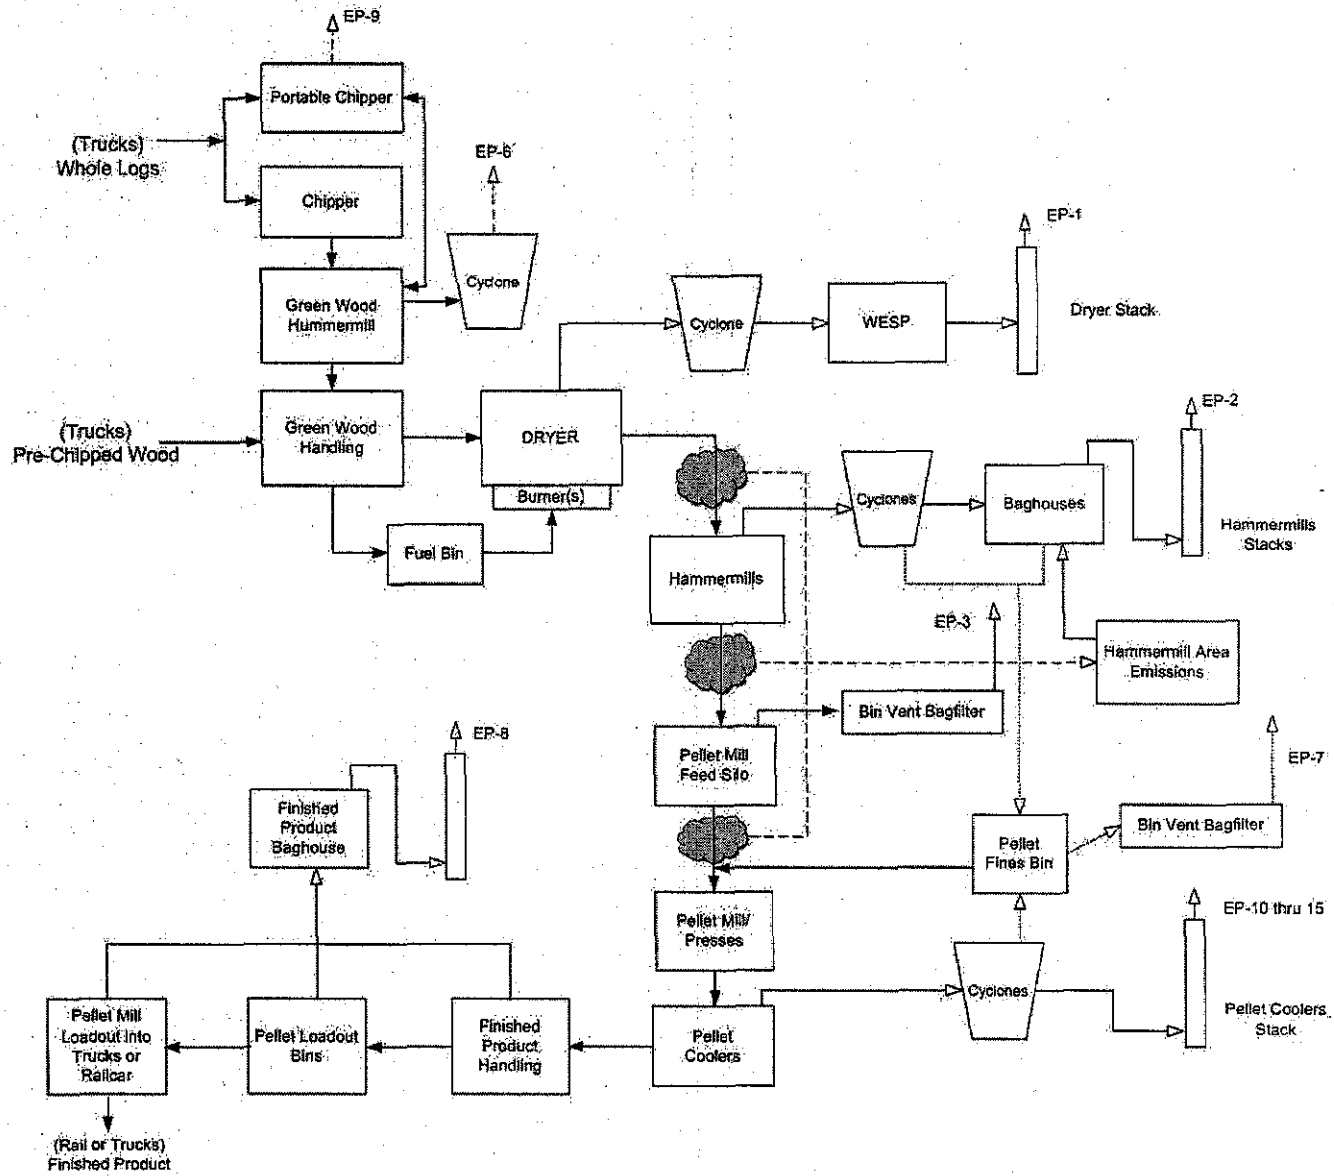 EP-9
Portable Chipper
(Trucks)
Whole Logs
Chipper
EP-6
Cyclone
Green Wood
Hummermill
EP-1
Cyclone
WESP
Dryer Stack
(Trucks)
Pre-Chipped Wood
Green Wood
Handling
DRYER
Burner(s)
Fuel Bin
EP-2
Cyclones
Baghouses
Hammermills
Stacks
Hammermills
EP-3
Hammermill Area
Emissions
Bin Vent Bagfilter
Pellet Mill
Feed Silo
EP-8
Finished
Product
Baghouse
EP-7
Bin Vent Bagfilter
Pellet
Fines Bin
Pellet Mill/
Presses
EP-10 thru 15
Cyclones
Pellet Coolers
Stack
Pellet Mill
Loadout into
Trucks or
Railcar
Pellet Loadout
Bins
Finished
Product
Handling
Pellet
Coolers
(Rail or Trucks)
Finished Product